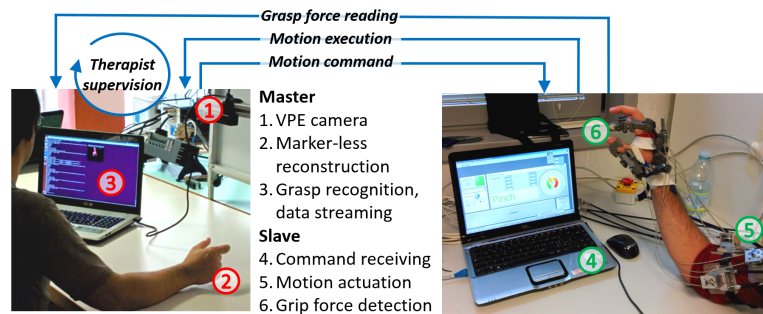 Grasp force reading
Motion execution
Motion command
Therapist
supervision
Master
1. VPE camera
2. Marker-less
reconstruction
3. Grasp recognition,
data streaming
Slave
4. Command receiving
5. Motion actuation
6. Grip force detection
1
3
2
6
5
4
Pinch